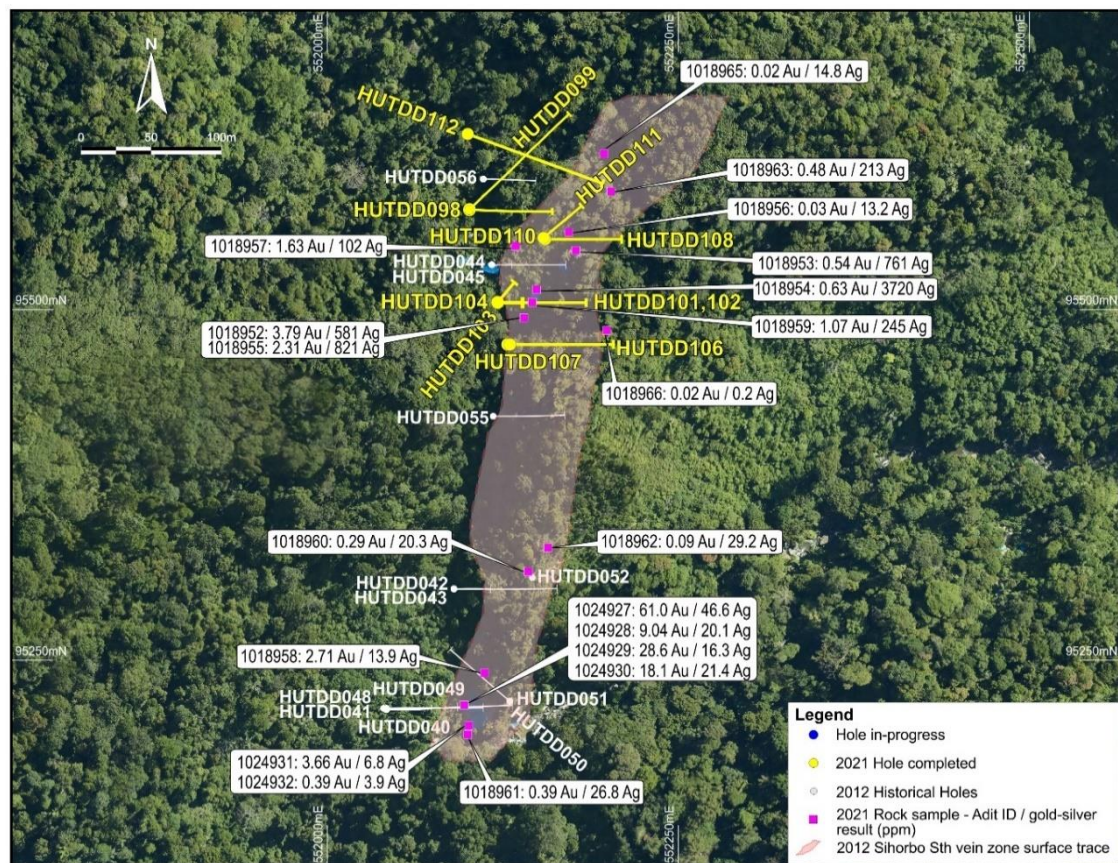 552000mE
552250mE
552500mE
N
0 50 100m
1018965: 0.02 Au / 14.8 Ag
HUTDD099
HUTDD112
HUTDD111
HUTDD056
1018963: 0.48 Au / 213 Ag
1018956: 0.03 Au / 13.2 Ag
HUTDD098
HUTDD110
HUTDD108
1018957: 1.63 Au / 102 Ag
HUTDD044
HUTDD045
1018953: 0.54 Au / 761 Ag
1018954: 0.63 Au / 3720 Ag
95500mN
HUTDD104
HUTDD101,102
95500mN
1018959: 1.07 Au / 245 Ag
1018952: 3.79 Au / 581 Ag
1018955: 2.31 Au / 821 Ag
HUTDD103
HUTDD107
HUTDD106
1018966: 0.02 Au / 0.2 Ag
HUTDD055
1018960: 0.29 Au / 20.3 Ag
1018962: 0.09 Au / 29.2 Ag
HUTDD052
HUTDD042
HUTDD043
1024927: 61.0 Au / 46.6 Ag
1024928: 9.04 Au / 20.1 Ag
1024929: 28.6 Au / 16.3 Ag
1024930: 18.1 Au / 21.4 Ag
95250mN
1018958: 2.71 Au / 13.9 Ag
95250mN
HUTDD049
HUTDD048
HUTDD041
HUTDD051
HUTDD040
HUTDD050
1024931: 3.66 Au / 6.8 Ag
1024932: 0.39 Au / 3.9 Ag
1018961: 0.39 Au / 26.8 Ag
552000mE
552250mE
Legend
Hole in-progress
2021 Hole completed
2012 Historical Holes
2021 Rock sample - Adit ID / gold-silver
result (ppm)
2012 Sihorbo Sth vein zone surface trace